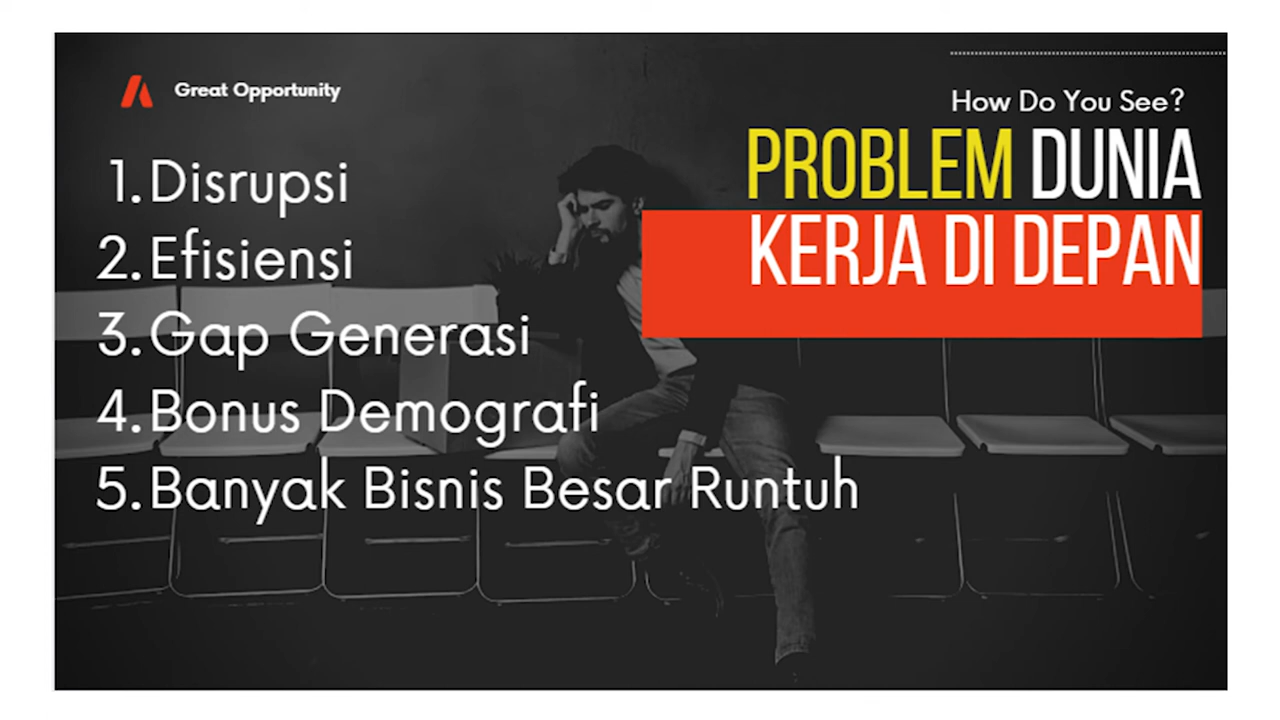 Great Opportunity
How Do You See?
PROBLEM DUNIA
KERJA DI DEPAN
1. Disrupsi
2. Efisiensi
3. Gap Generasi
4. Bonus Demografi
5. Banyak Bisnis Besar Runtuh